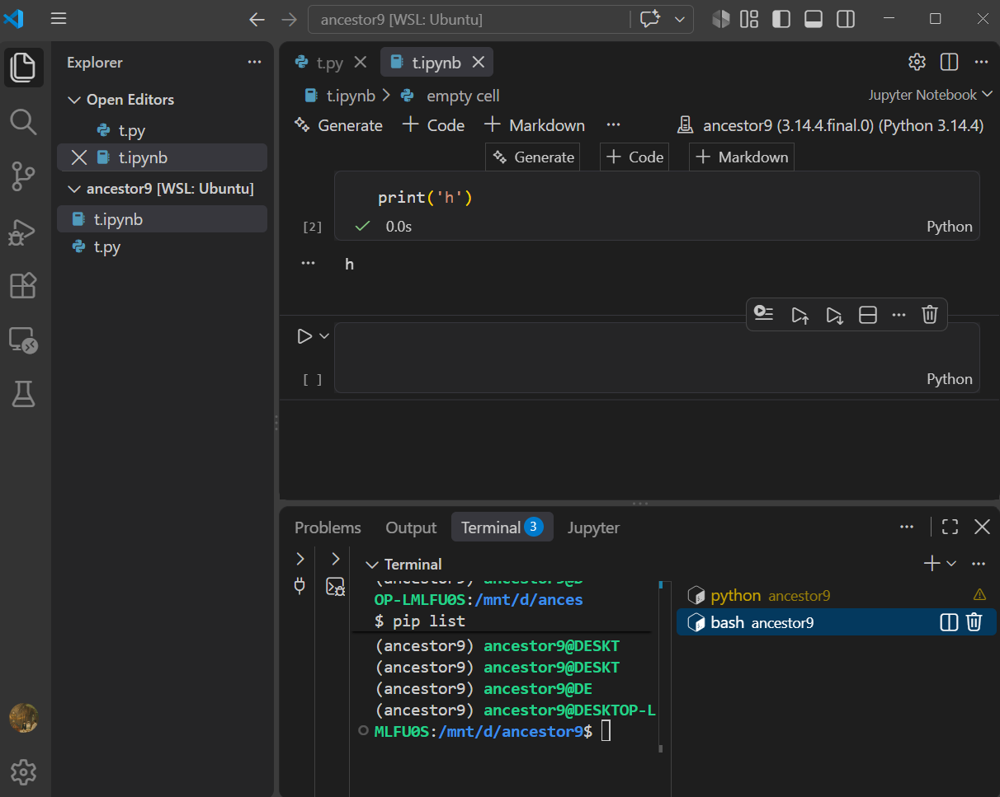 ancestor9 [WSL: Ubuntu]
Explorer
Open Editors
t.py
t.ipynb
ancestor9 [WSL: Ubuntu]
t.ipynb
t.py
t.py
t.ipynb
t.ipynb > empty cell
Jupyter Notebook
Generate + Code + Markdown ...
ancestor9 (3.14.4.final.0) (Python 3.14.4)
Generate + Code + Markdown
print('h')
[2] 0.0s Python
... h
[ ] Python
Problems Output Terminal 3 Jupyter
Terminal
OP-LMLFU0S:/mnt/d/ances
$ pip list
(ancestor9) ancestor9@DESKT
(ancestor9) ancestor9@DESKT
(ancestor9) ancestor9@DE
(ancestor9) ancestor9@DESKTOP-L
MLFU0S:/mnt/d/ancestor9$
python ancestor9
bash ancestor9